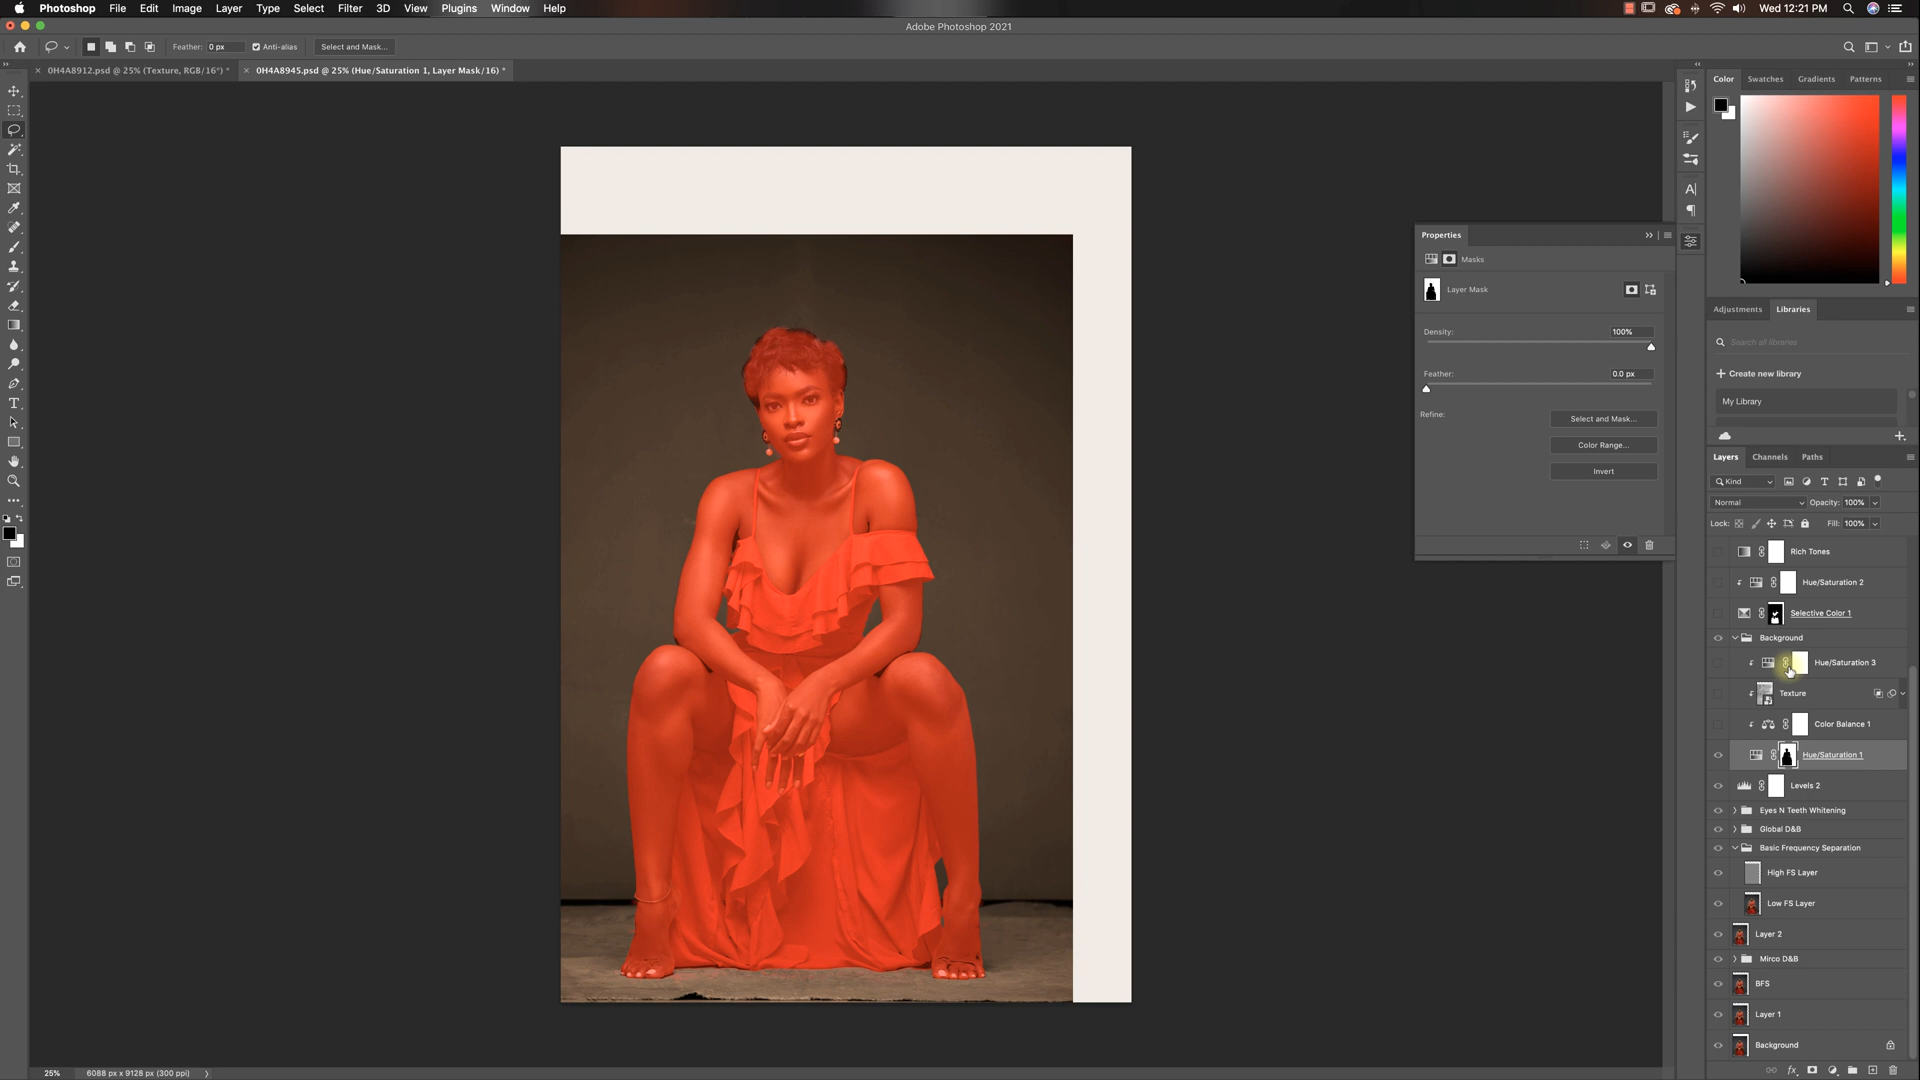 Photoshop File Edit Image Layer Type Select Filter 3D View Plugins Window Help
Wed 12:21 PM
Adobe Photoshop 2021
Feather: 0 px Anti-alias Select and Mask...
0H4A8912.psd @ 25% (Texture, RGB/16*) *
0H4A8945.psd @ 25% (Hue/Saturation 1, Layer Mask/16) *
Color Swatches Gradients Patterns
Properties
Masks
Layer Mask
Density: 100%
Feather: 0.0 px
Refine: Select and Mask...
Color Range...
Invert
Adjustments Libraries
Search all libraries
Create new library
My Library
Layers Channels Paths
Kind
Normal Opacity: 100%
Lock: Fill: 100%
Rich Tones
Hue/Saturation 2
Selective Color 1
Background
Hue/Saturation 3
Texture
Color Balance 1
Hue/Saturation 1
Levels 2
Eyes N Teeth Whitening
Global D&B
Basic Frequency Separation
High FS Layer
Low FS Layer
Layer 2
Mirco D&B
BFS
Layer 1
Background
25% 6088 px x 9128 px (300 ppi)